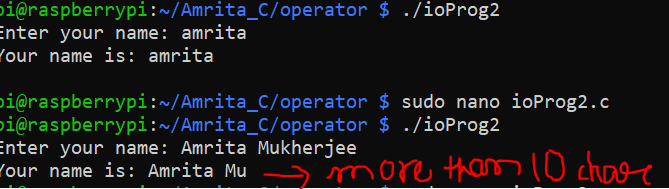 pi@raspberrypi:~/Amrita_C/operator $ ./ioProg2
Enter your name: amrita
Your name is: amrita
pi@raspberrypi:~/Amrita_C/operator $ sudo nano ioProg2.c
pi@raspberrypi:~/Amrita_C/operator $ ./ioProg2
Enter your name: Amrita Mukherjee
Your name is: Amrita Mu → more than 10 chare